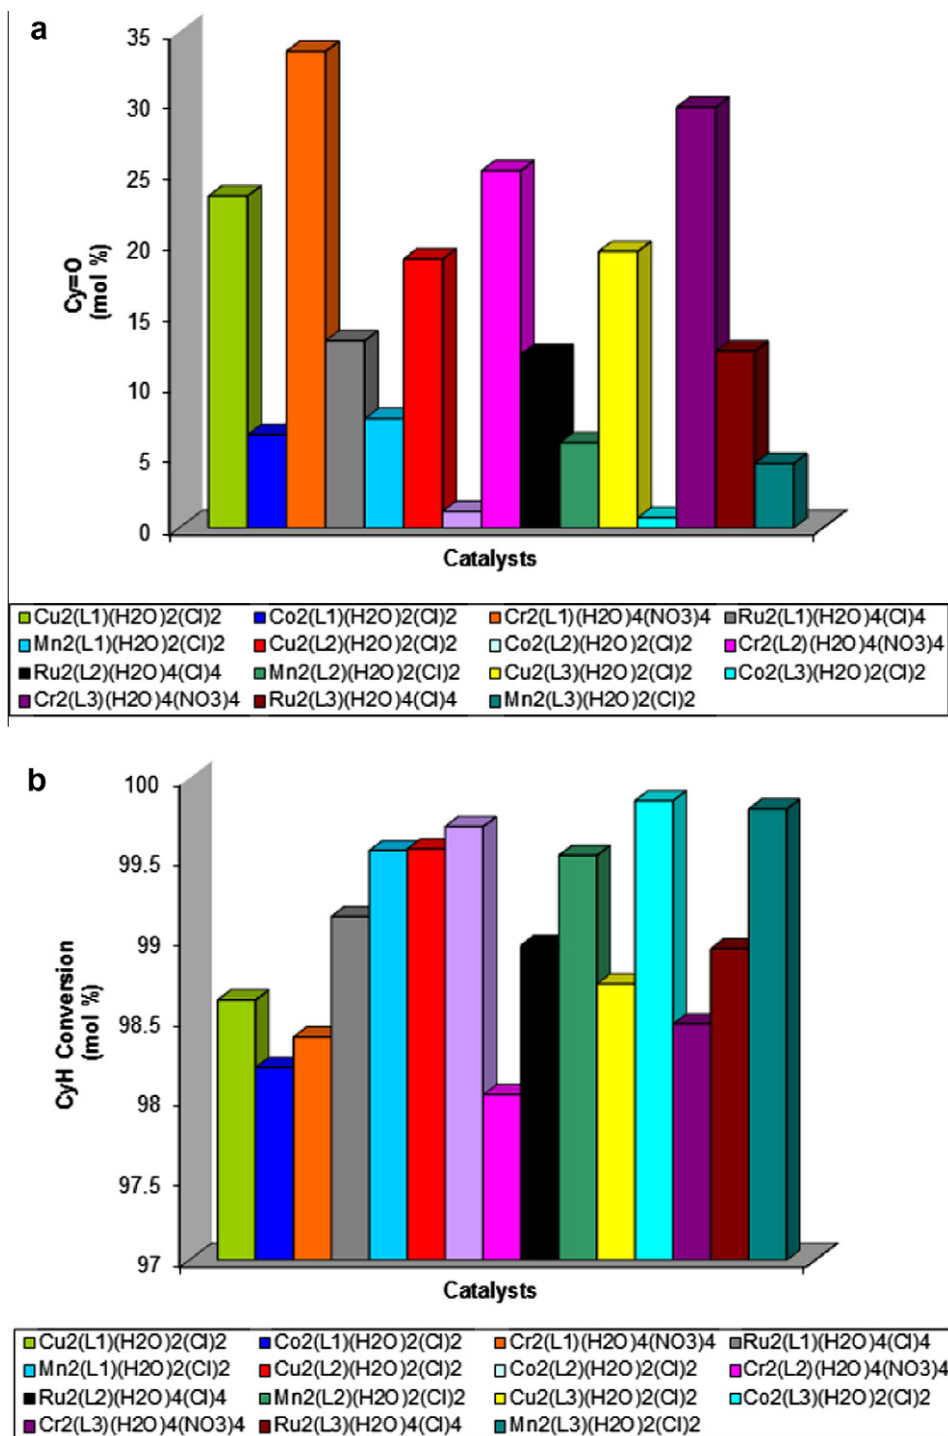 a
35
30
25
20
15
10
5
0
Cy=O
(mol %)
Catalysts
Cu2(L1)(H2O)2(Cl)2 Co2(L1)(H2O)2(Cl)2 Cr2(L1)(H2O)4(NO3)4 Ru2(L1)(H2O)4(Cl)4
Mn2(L1)(H2O)2(Cl)2 Cu2(L2)(H2O)2(Cl)2 Co2(L2)(H2O)2(Cl)2 Cr2(L2)(H2O)4(NO3)4
Ru2(L2)(H2O)4(Cl)4 Mn2(L2)(H2O)2(Cl)2 Cu2(L3)(H2O)2(Cl)2 Co2(L3)(H2O)2(Cl)2
Cr2(L3)(H2O)4(NO3)4 Ru2(L3)(H2O)4(Cl)4 Mn2(L3)(H2O)2(Cl)2
b
100
99.5
99
98.5
98
97.5
97
CyH Conversion
(mol %)
Catalysts
Cu2(L1)(H2O)2(Cl)2 Co2(L1)(H2O)2(Cl)2 Cr2(L1)(H2O)4(NO3)4 Ru2(L1)(H2O)4(Cl)4
Mn2(L1)(H2O)2(Cl)2 Cu2(L2)(H2O)2(Cl)2 Co2(L2)(H2O)2(Cl)2 Cr2(L2)(H2O)4(NO3)4
Ru2(L2)(H2O)4(Cl)4 Mn2(L2)(H2O)2(Cl)2 Cu2(L3)(H2O)2(Cl)2 Co2(L3)(H2O)2(Cl)2
Cr2(L3)(H2O)4(NO3)4 Ru2(L3)(H2O)4(Cl)4 Mn2(L3)(H2O)2(Cl)2